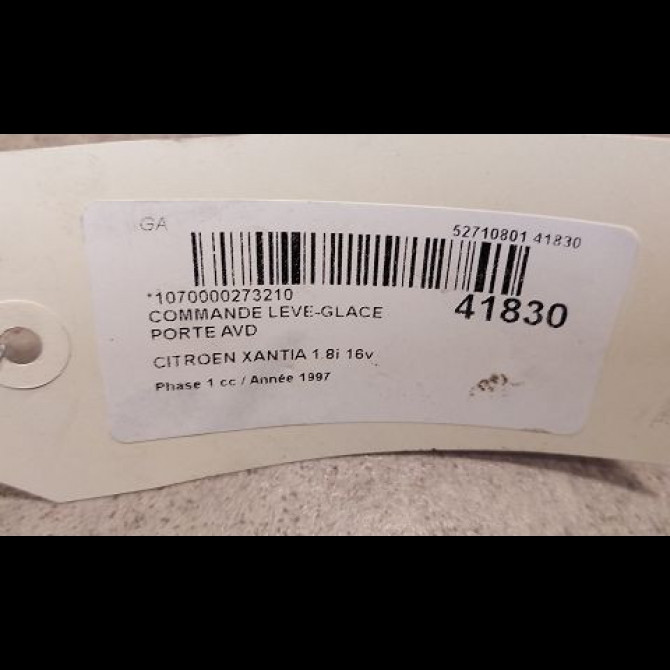 GA
52710801 41830
*1070000273210
41830
COMMANDE LEVE-GLACE
PORTE AVD
CITROEN XANTIA 1.8i 16v
Phase 1 cc / Année 1997